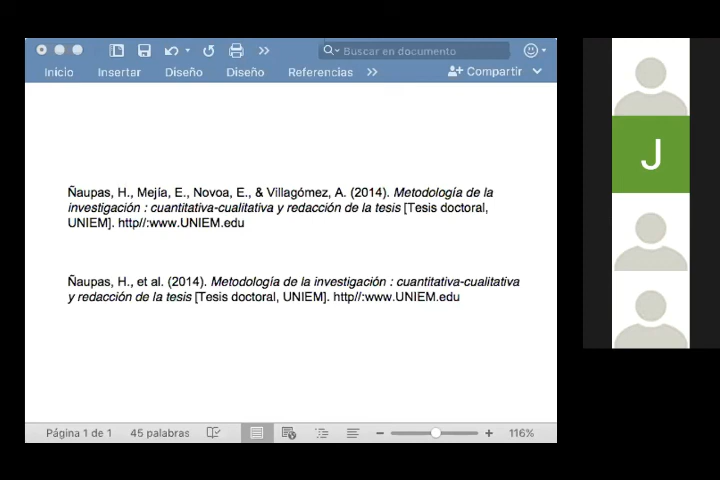 Buscar en documento
Inicio Insertar Diseño Diseño Referencias Compartir
J
Ñaupas, H., Mejía, E., Novoa, E., & Villagómez, A. (2014). Metodología de la
investigación : cuantitativa-cualitativa y redacción de la tesis [Tesis doctoral,
UNIEM]. http//:www.UNIEM.edu
Ñaupas, H., et al. (2014). Metodología de la investigación : cuantitativa-cualitativa
y redacción de la tesis [Tesis doctoral, UNIEM]. http//:www.UNIEM.edu
Página 1 de 1 45 palabras 116%